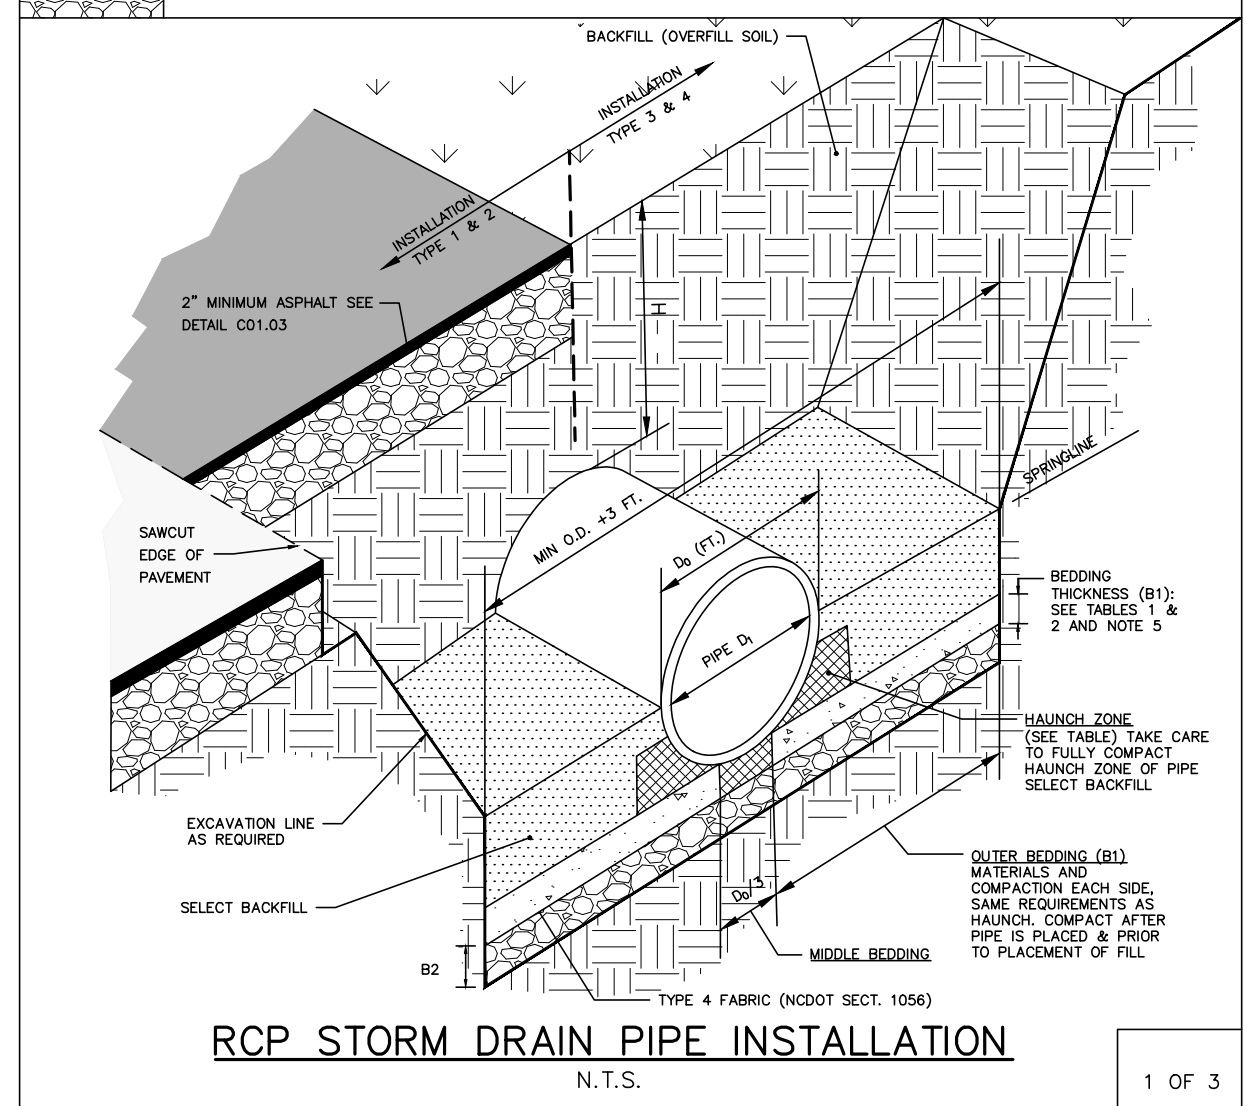 BACKFILL (OVERFILL SOIL)
INSTALLATION
TYPE 3 & 4
INSTALLATION
TYPE 1 & 2
2" MINIMUM ASPHALT SEE
DETAIL C01.03
H
SPRINGLINE
MIN O.D. +3 FT.
Do (FT.)
SAWCUT
EDGE OF
PAVEMENT
BEDDING
THICKNESS (B1):
SEE TABLES 1 &
2 AND NOTE 5
PIPE D1
HAUNCH ZONE
(SEE TABLE) TAKE CARE
TO FULLY COMPACT
HAUNCH ZONE OF PIPE
SELECT BACKFILL
EXCAVATION LINE
AS REQUIRED
OUTER BEDDING (B1)
MATERIALS AND
COMPACTION EACH SIDE,
SAME REQUIREMENTS AS
HAUNCH. COMPACT AFTER
PIPE IS PLACED & PRIOR
TO PLACEMENT OF FILL
SELECT BACKFILL
Do/3
MIDDLE BEDDING
B2
TYPE 4 FABRIC (NCDOT SECT. 1056)
RCP STORM DRAIN PIPE INSTALLATION
N.T.S.
1 OF 3